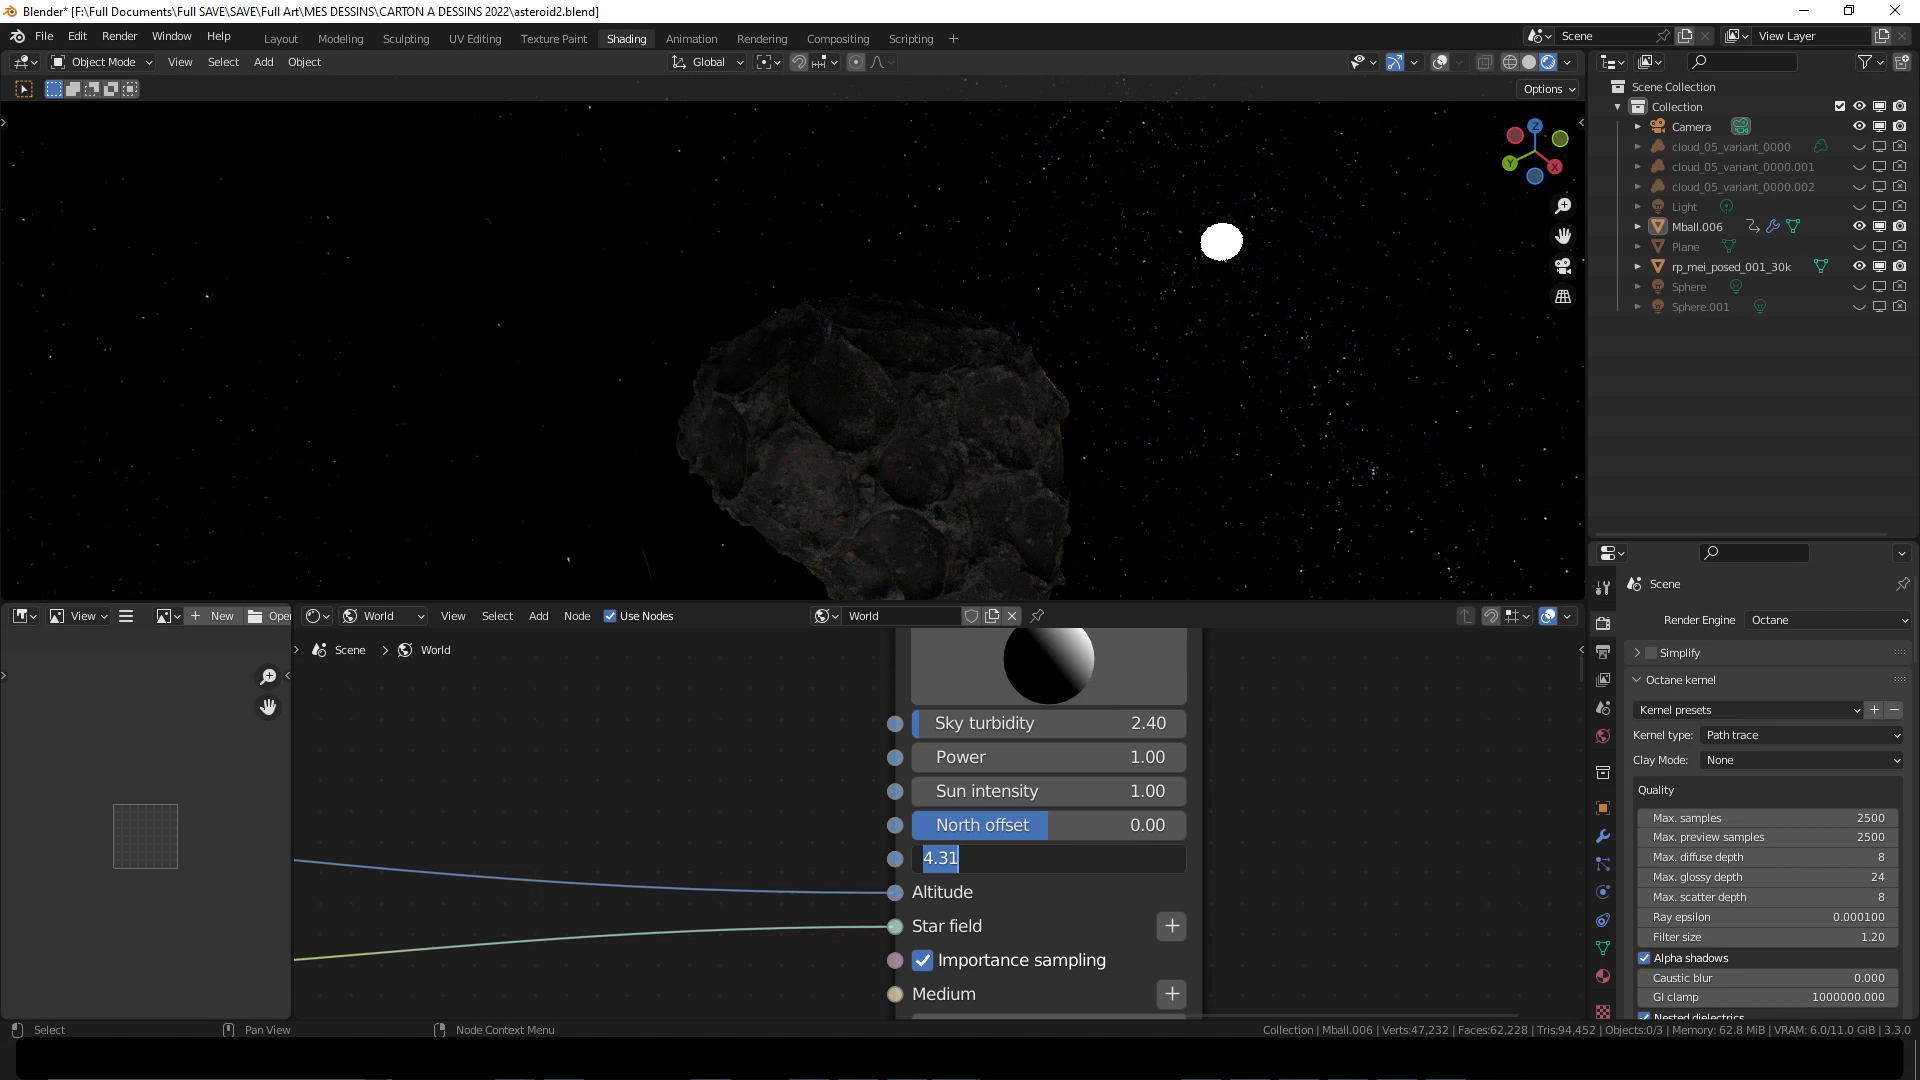 Blender* [F:\Full Documents\Full SAVE\SAVE\Full Art\MES DESSINS\CARTON A DESSINS 2022\asteroid2.blend]
File Edit Render Window Help Layout Modeling Sculpting UV Editing Texture Paint Shading Animation Rendering Compositing Scripting + Scene View Layer
Object Mode View Select Add Object Global
Options
Z
Y
X
Scene Collection
Collection
Camera
cloud_05_variant_0000
cloud_05_variant_0000.001
cloud_05_variant_0000.002
Light
Mball.006
Plane
rp_mei_posed_001_30k
Sphere
Sphere.001
View + New Ope
World View Select Add Node Use Nodes World
Scene > World
Sky turbidity 2.40
Power 1.00
Sun intensity 1.00
North offset 0.00
4.31
Altitude
Star field +
Importance sampling
Medium +
Scene
Render Engine Octane
Simplify
Octane kernel
Kernel presets
Kernel type: Path trace
Clay Mode: None
Quality
Max. samples 2500
Max. preview samples 2500
Max. diffuse depth 8
Max. glossy depth 24
Max. scatter depth 8
Ray epsilon 0.000100
Filter size 1.20
Alpha shadows
Caustic blur 0.000
GI clamp 1000000.000
Nested dielectrics
Select Pan View Node Context Menu Collection | Mball.006 | Verts:47,232 | Faces:62,228 | Tris:94,452 | Objects:0/3 | Memory: 62.8 MiB | VRAM: 6.0/11.0 GiB | 3.3.0